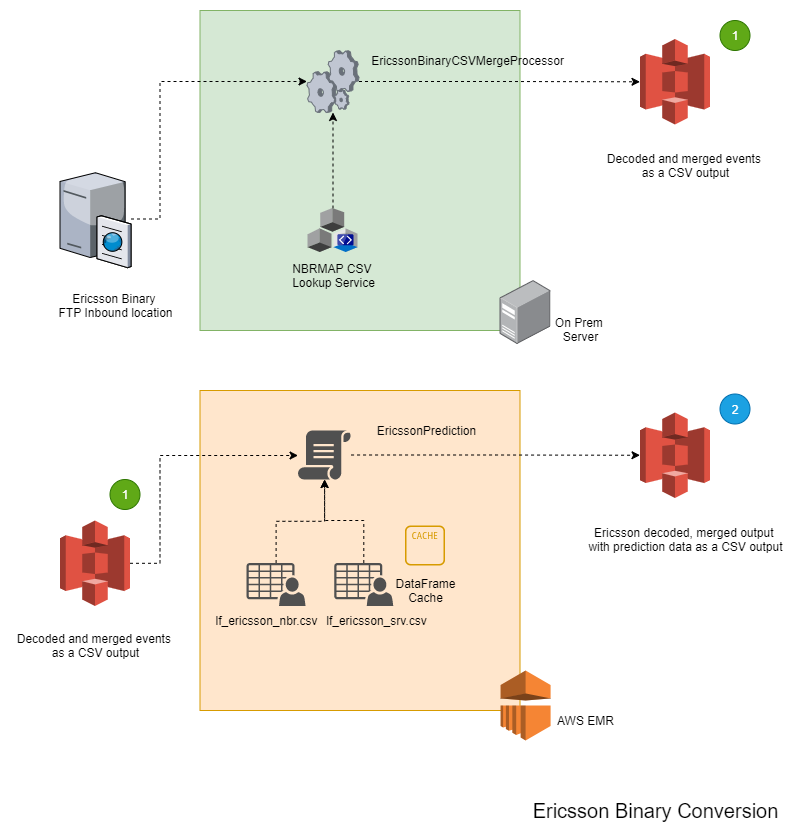 1
EricssonBinaryCSVMergeProcessor
Decoded and merged events
as a CSV output
NBRMAP CSV
Lookup Service
Ericsson Binary
FTP Inbound location
On Prem
Server
2
EricssonPrediction
1
Ericsson decoded, merged output
with prediction data as a CSV output
CACHE
DataFrame
Cache
lf_ericsson_nbr.csv
lf_ericsson_srv.csv
Decoded and merged events
as a CSV output
AWS EMR
Ericsson Binary Conversion